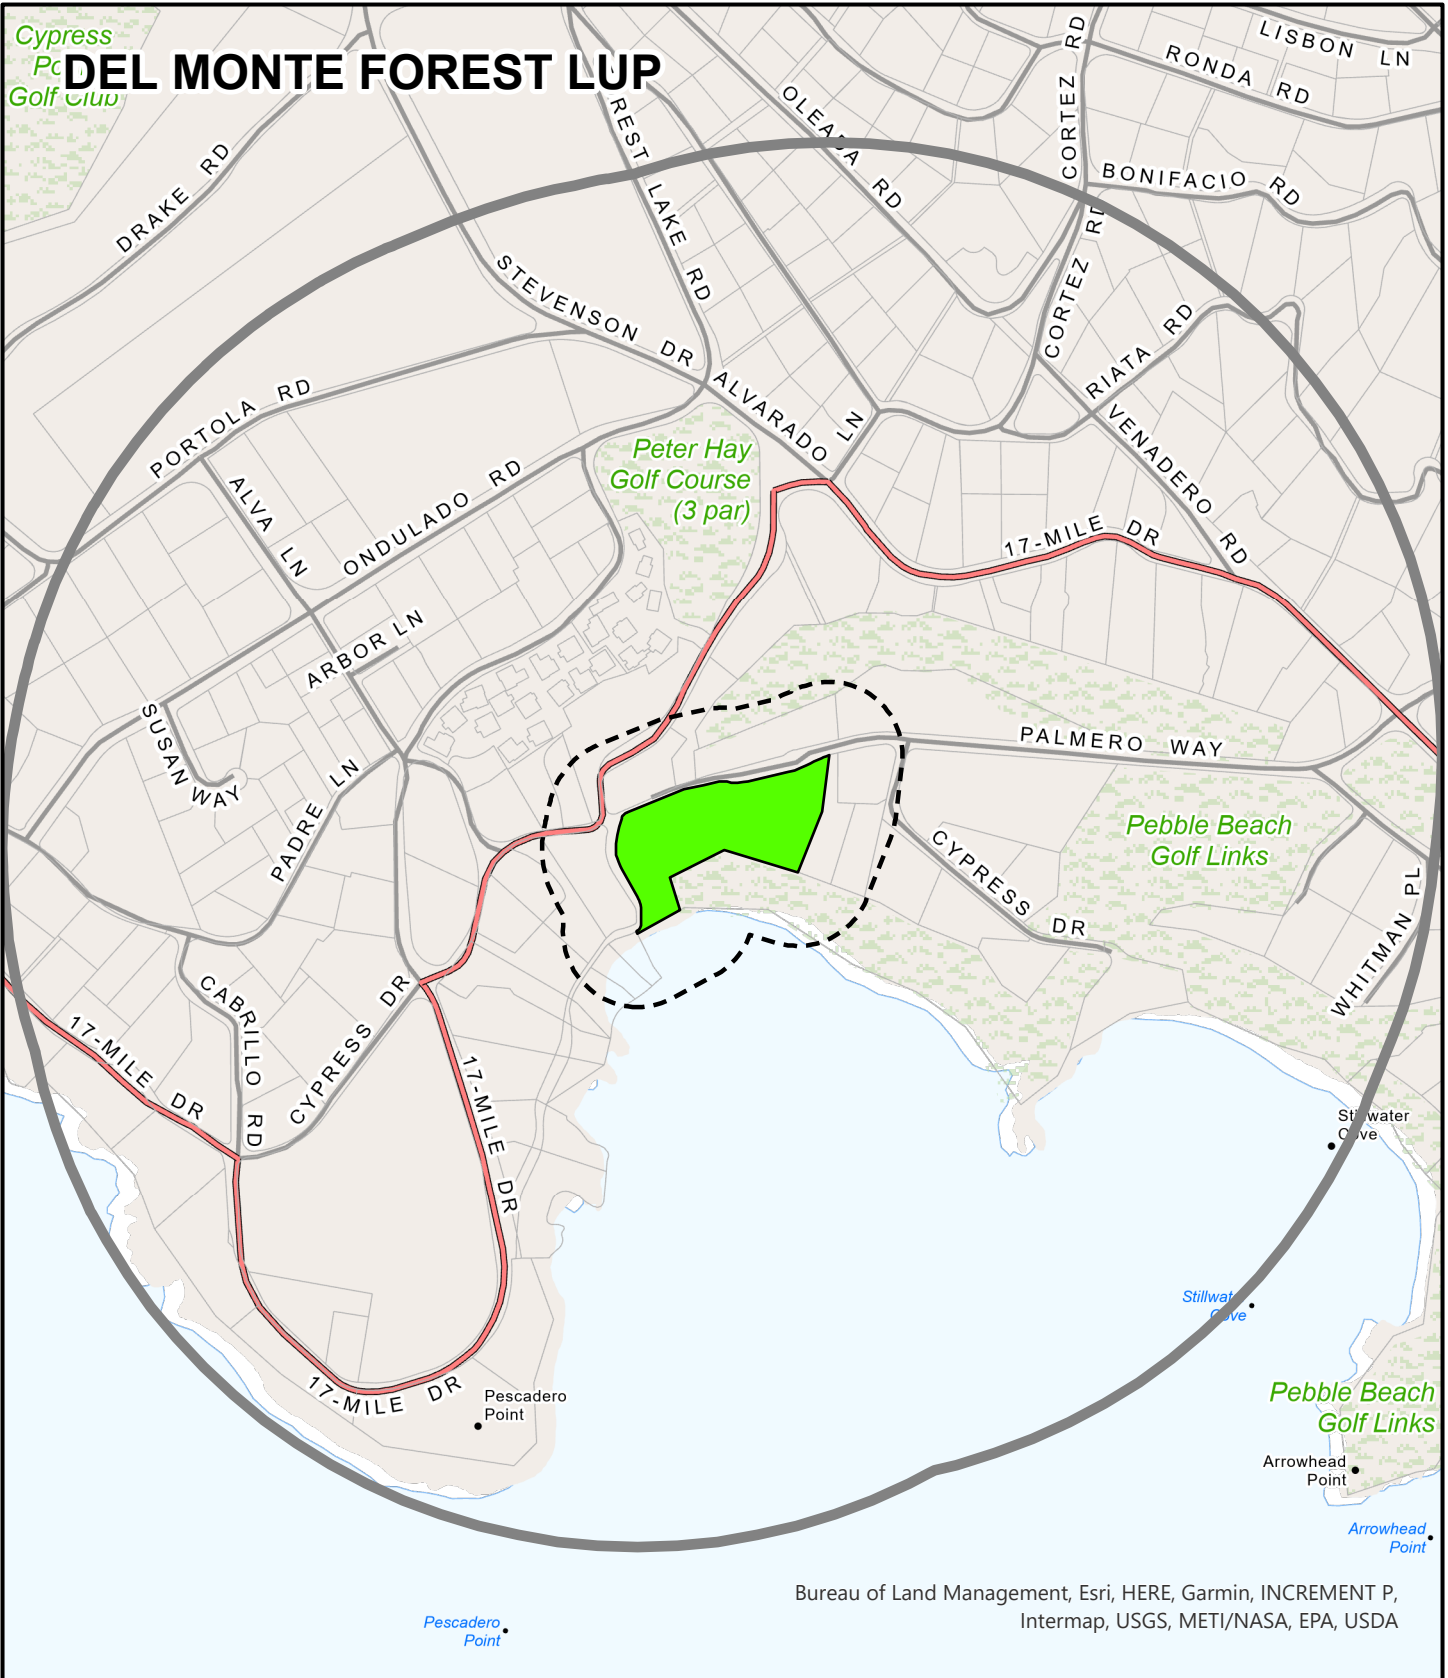 Cypress
Golf Club
DEL MONTE FOREST LUP
LISBON LN
RONDA RD
CORTEZ RD
OLEADA RD
LAKE RD
BONIFACIO RD
DRAKE RD
CORTEZ RD
STEVENSON DR
RIATA RD
ALVARADO LN
PORTOLA RD
VENADERO RD
Peter Hay
Golf Course
(3 par)
ALVA LN
ONDULADO RD
17-MILE DR
ARBOR LN
SUSAN WAY
PALMERO WAY
PADRE LN
Pebble Beach
Golf Links
CYPRESS DR
WHITMAN PL
CABRILLO RD
CYPRESS DR
17-MILE DR
17-MILE DR
Stillwater
Cove
Stillwater
Cove
17-MILE DR
Pescadero
Point
Pebble Beach
Golf Links
Arrowhead
Point
Arrowhead
Point
Bureau of Land Management, Esri, HERE, Garmin, INCREMENT P,
Intermap, USGS, METI/NASA, EPA, USDA
Pescadero
Point